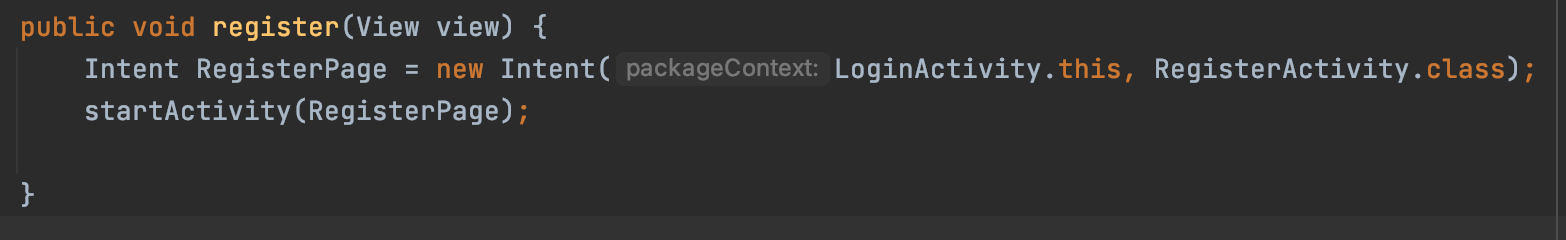 public void register(View view) {
Intent RegisterPage = new Intent( packageContext: LoginActivity.this, RegisterActivity.class);
startActivity(RegisterPage);
}